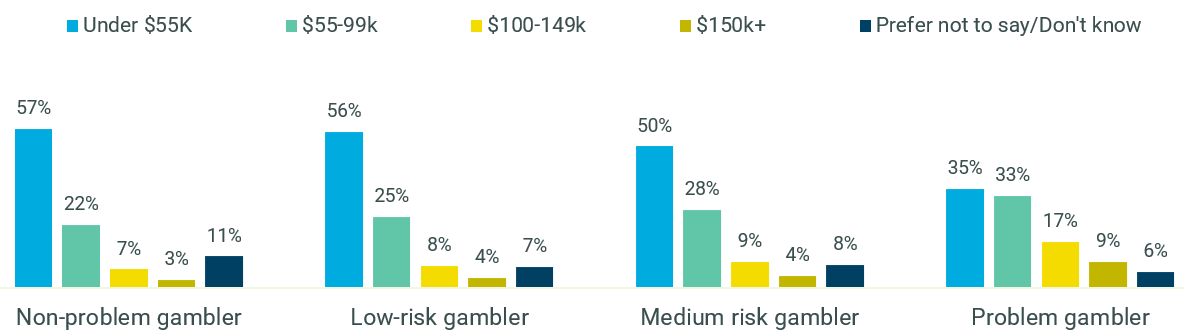 Under $55K $55-99k $100-149k $150k+ Prefer not to say/Don't know
57% 22% 7% 3% 11%
56% 25% 8% 4% 7%
50% 28% 9% 4% 8%
35% 33% 17% 9% 6%
Non-problem gambler Low-risk gambler Medium risk gambler Problem gambler